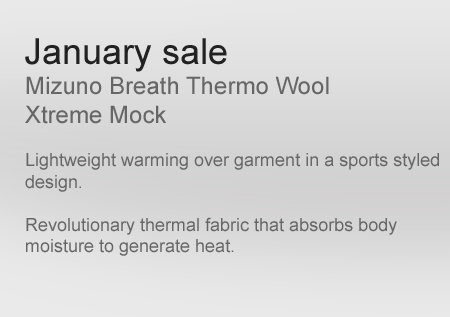 January sale
Mizuno Breath Thermo Wool
Xtreme Mock
Lightweight warming over garment in a sports styled
design.
Revolutionary thermal fabric that absorbs body
moisture to generate heat.